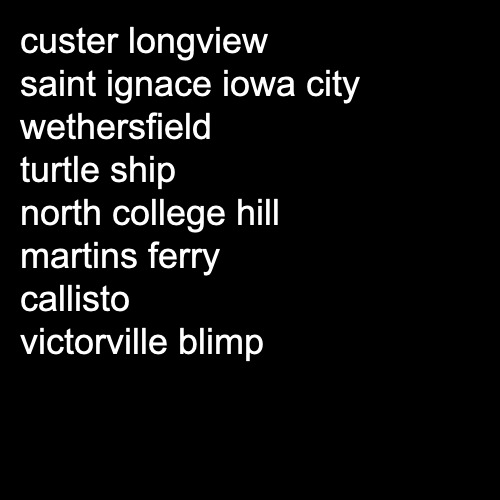 custer longview
saint ignace iowa city
wethersfield
turtle ship
north college hill
martins ferry
callisto
victorville blimp